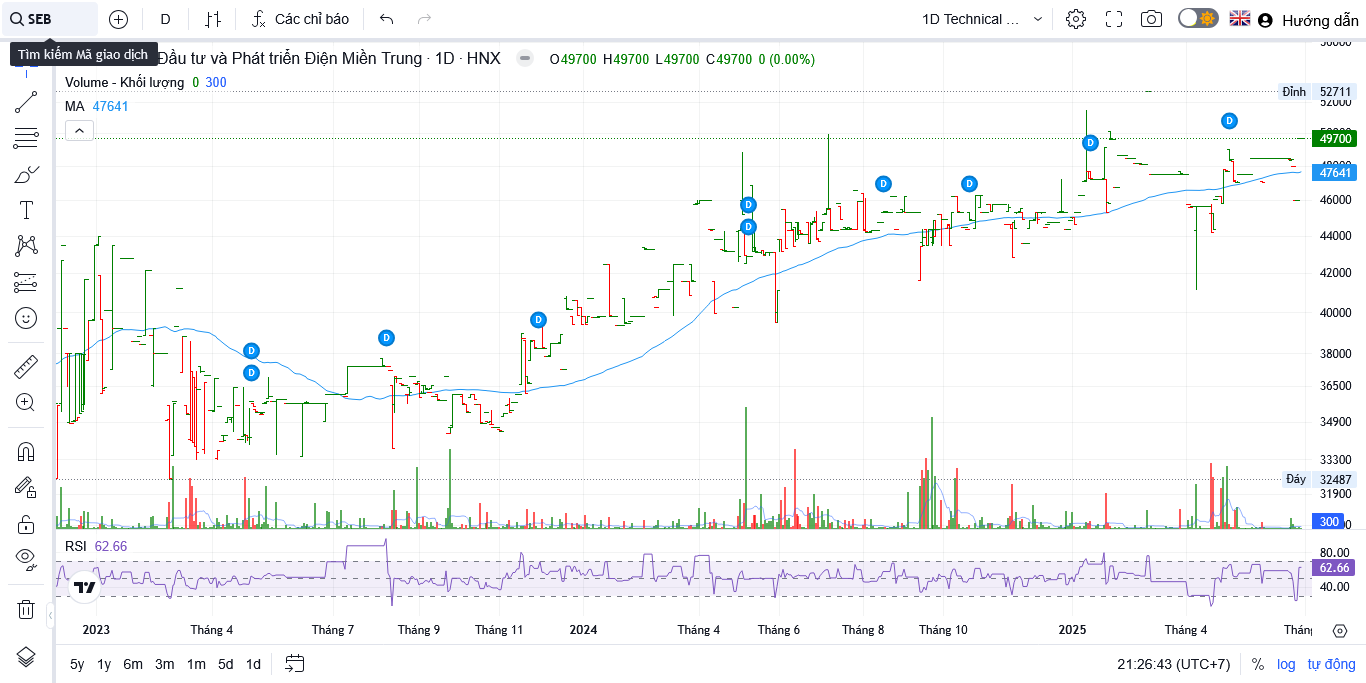 SEB
D
Các chỉ báo
1D Technical ...
Hướng dẫn
Tìm kiếm Mã giao dịch
Đầu tư và Phát triển Điện Miền Trung · 1D · HNX
O49700 H49700 L49700 C49700 0 (0.00%)
Volume - Khối lượng 0 300
MA 47641
Đỉnh 52711
52000
49700
47641
46000
44000
42000
40000
38000
36500
34900
33300
Đáy 32487
31900
300
D
D
D
D
D
D
D
D
D
D
RSI 62.66
80.00
62.66
40.00
2023 Tháng 4 Tháng 7 Tháng 9 Tháng 11 2024 Tháng 4 Tháng 6 Tháng 8 Tháng 10 2025 Tháng 4
5y 1y 6m 3m 1m 5d 1d
21:26:43 (UTC+7) % log tự động